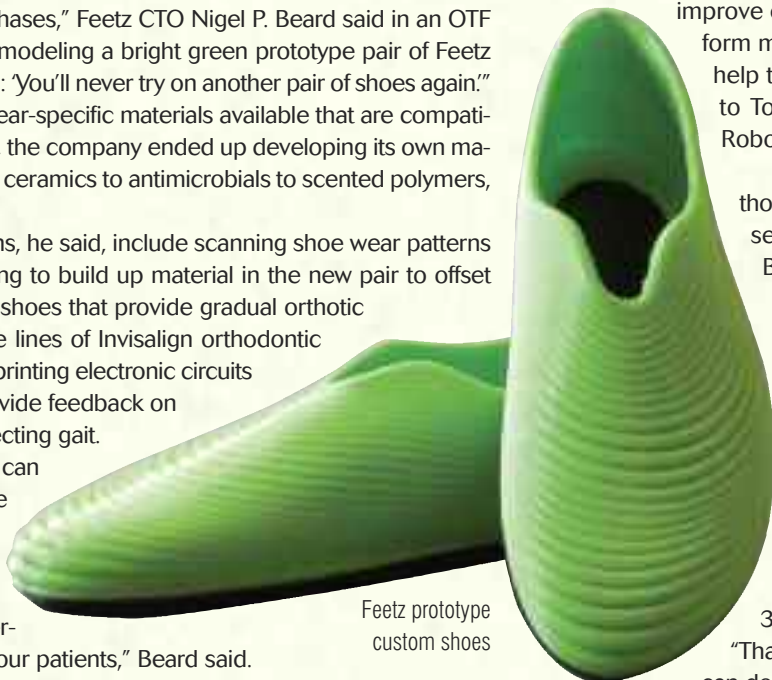 hases,” Feetz CTO Nigel P. Beard said in an OTF
modeling a bright green prototype pair of Feetz
: ‘You’ll never try on another pair of shoes again.’”
ear-specific materials available that are compati-
the company ended up developing its own ma-
ceramics to antimicrobials to scented polymers,
ns, he said, include scanning shoe wear patterns
ng to build up material in the new pair to offset
shoes that provide gradual orthotic
e lines of Invisalign orthodontic
printing electronic circuits
vide feedback on
ecting gait.
can
e
r-
our patients,” Beard said.
Feetz prototype
custom shoes
improve
form m
help t
to To
Robo
tho
se
B
3
“Tha
can do